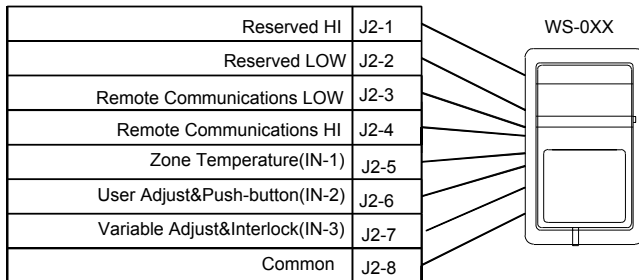 Reserved HI J2-1
WS-0XX
Reserved LOW J2-2
Remote Communications LOW J2-3
Remote Communications HI J2-4
Zone Temperature(IN-1) J2-5
User Adjust&Push-button(IN-2) J2-6
Variable Adjust&Interlock(IN-3) J2-7
Common J2-8